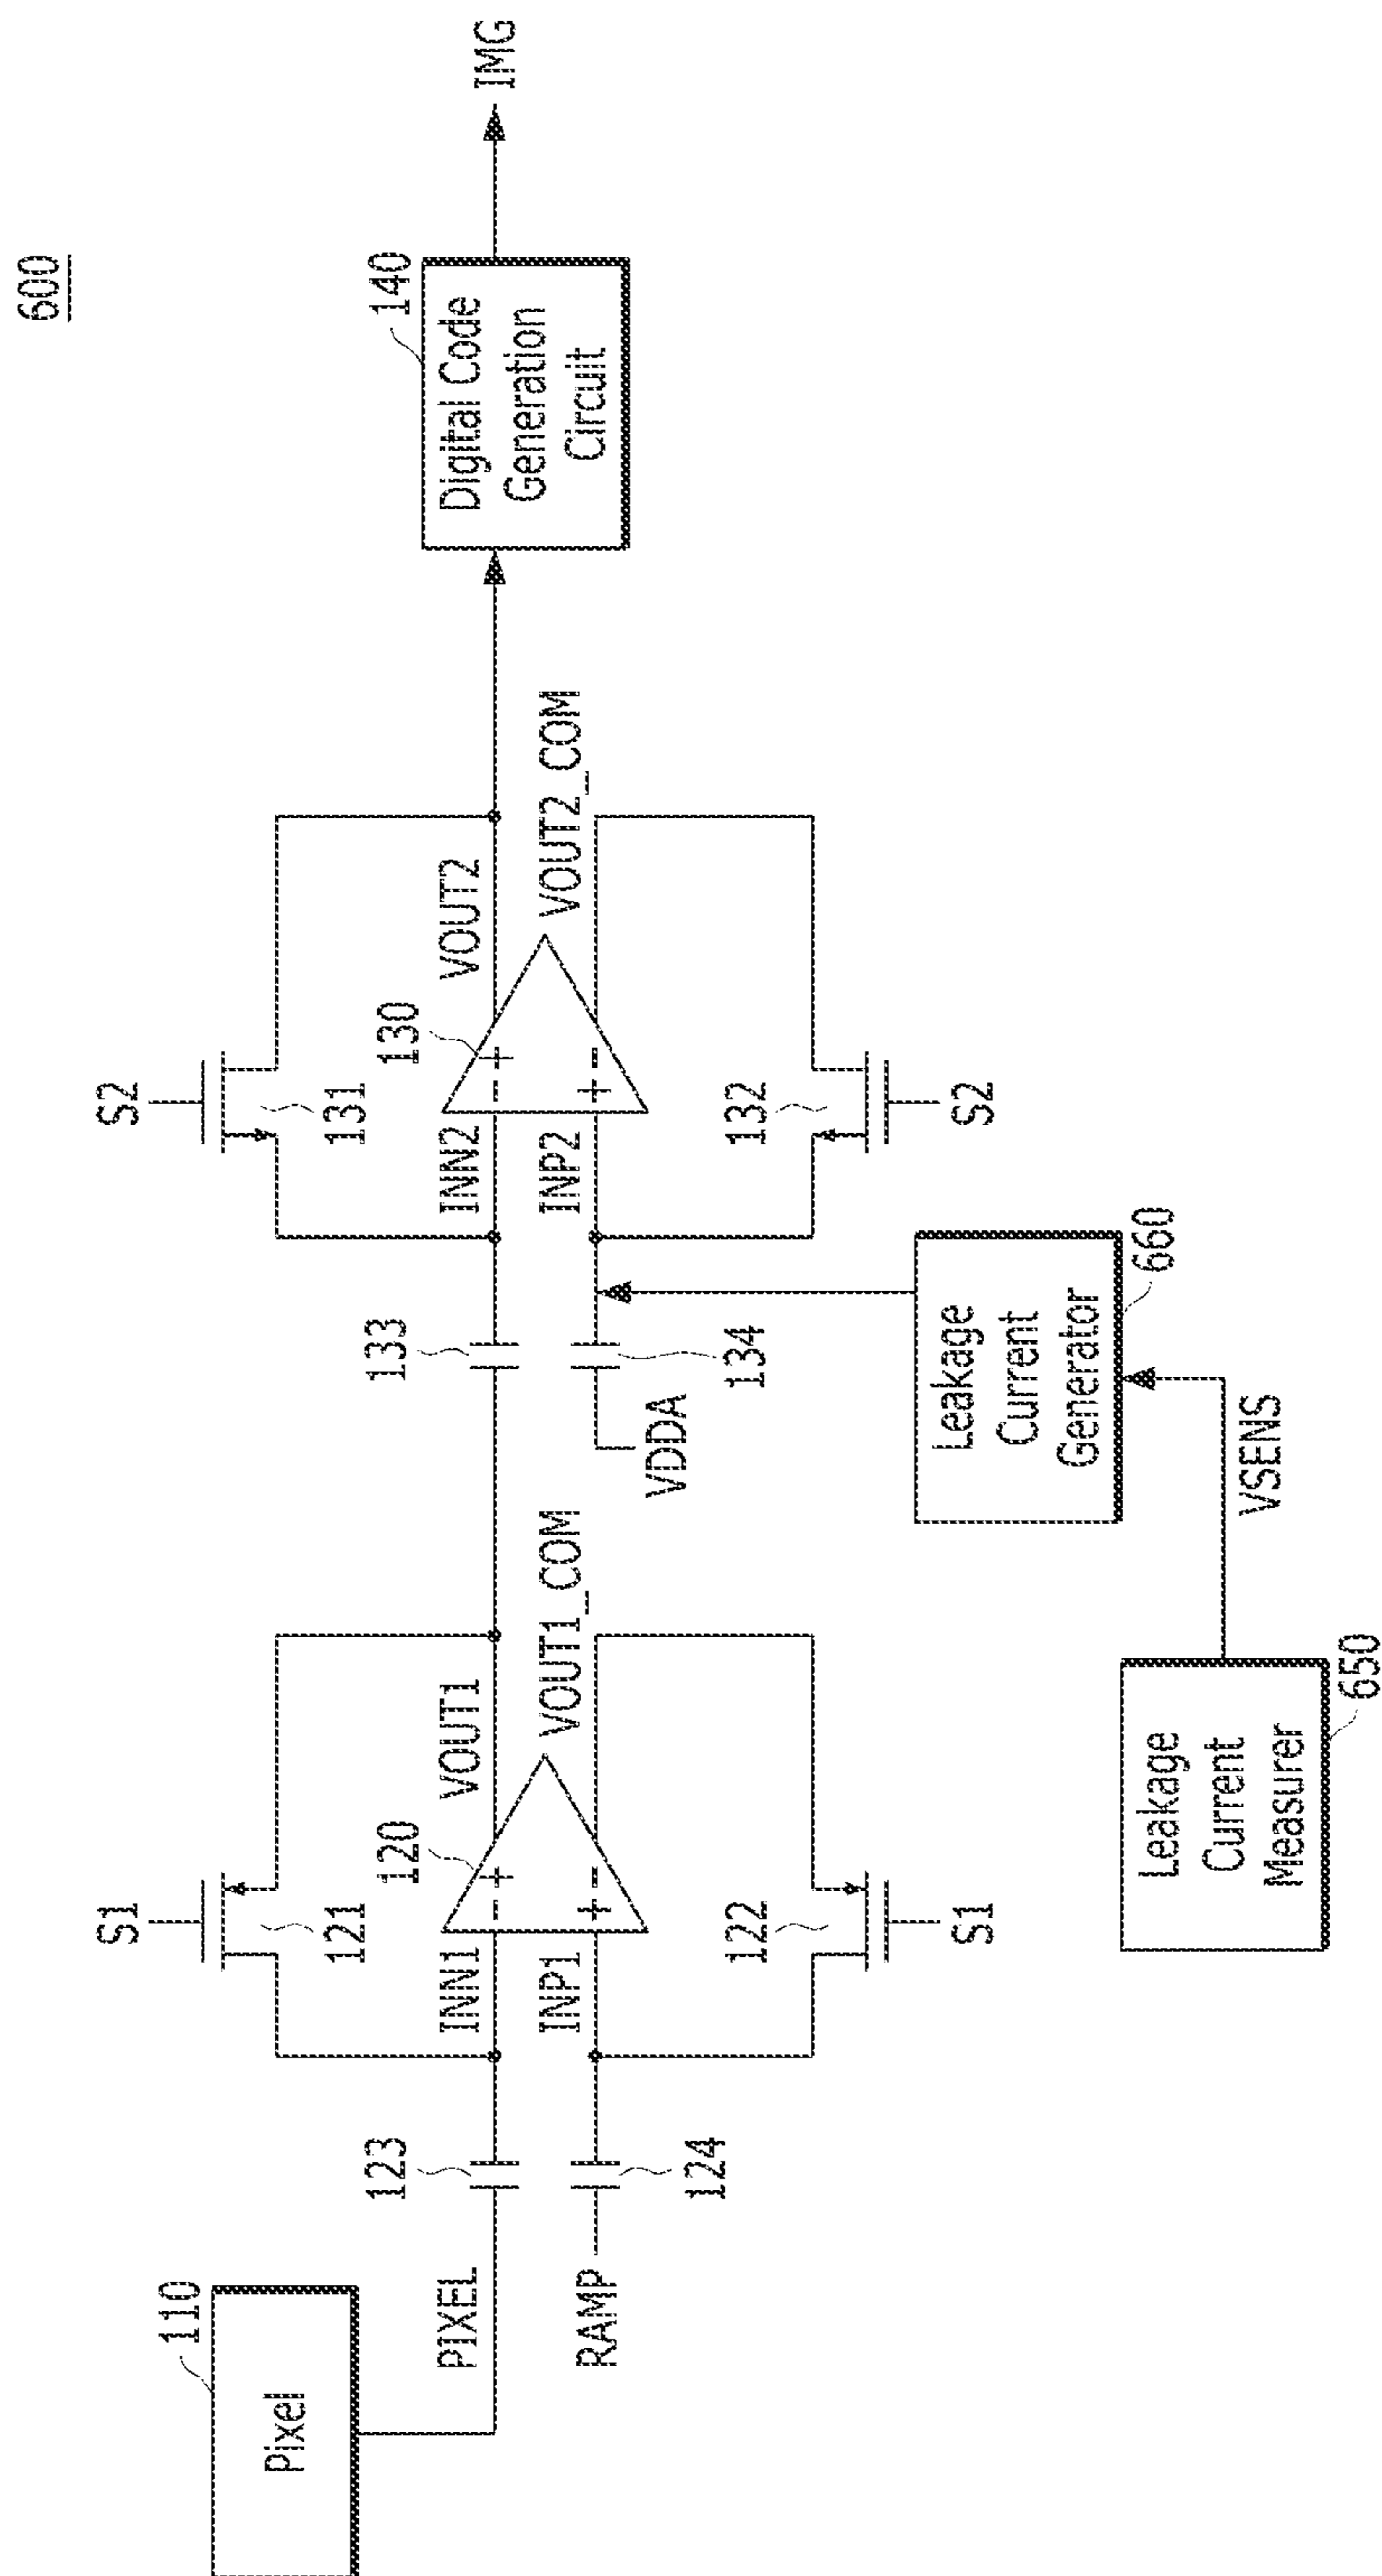 600
Pixel
110
PIXEL
RAMP
123
124
S1
121
INN1
INP1
120
VOUT1
VOUT1_COM
122
S1
133
134
VDDA
S2
131
INN2
INP2
130
VOUT2
VOUT2_COM
132
S2
Digital Code
Generation
Circuit
140
IMG
Leakage
Current
Measurer
650
VSENS
Leakage
Current
Generator
660